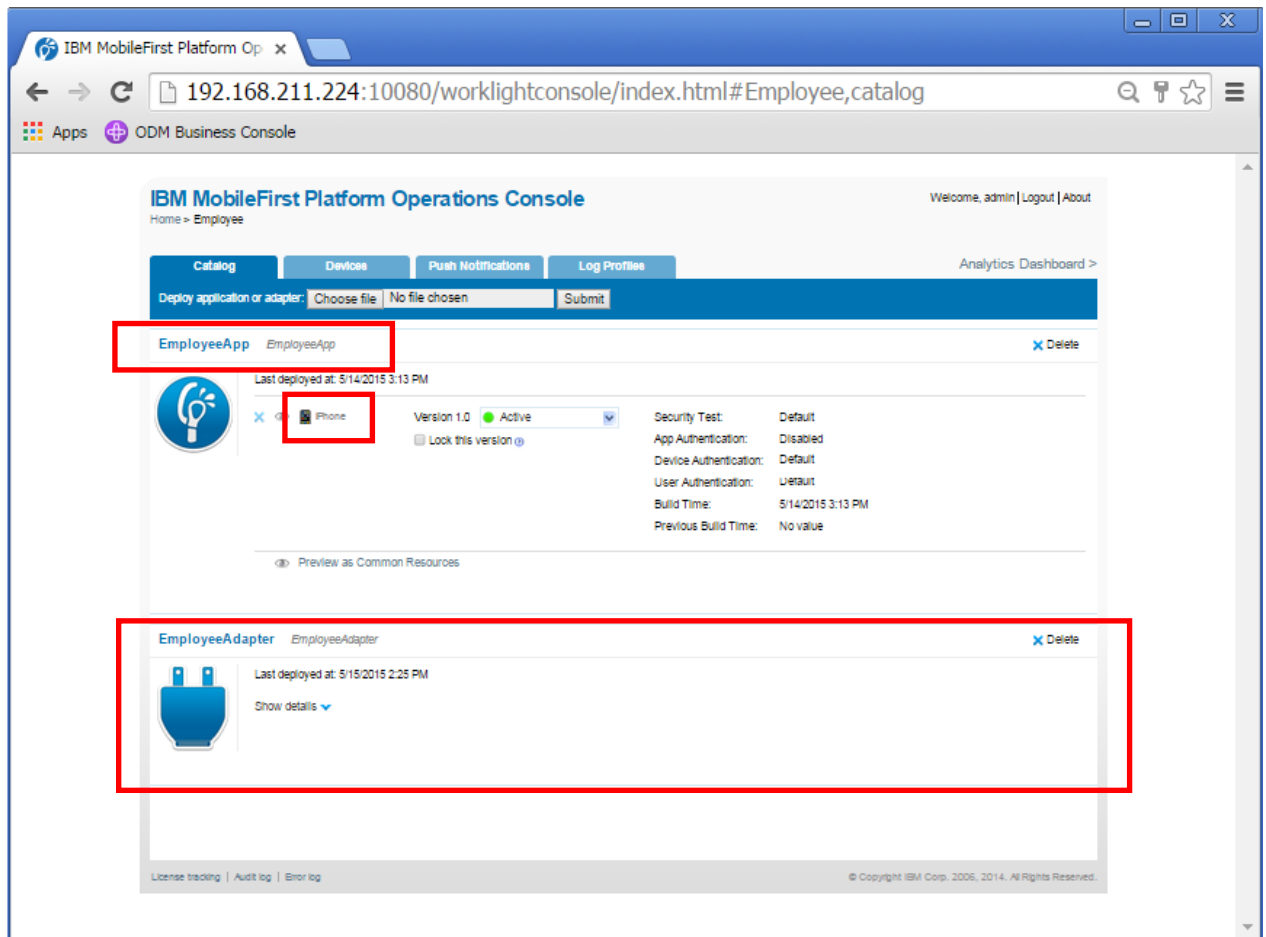 IBM MobileFirst Platform Op
192.168.211.224:10080/worklightconsole/index.html#Employee,catalog
Apps ODM Business Console
IBM MobileFirst Platform Operations Console
Welcome, admin | Logout | About
Home > Employee
Catalog Devices Push Notifications Log Profiles Analytics Dashboard >
Deploy application or adapter: Choose file No file chosen Submit
EmployeeApp EmployeeApp Delete
Last deployed at: 5/14/2015 3:13 PM
iPhone Version 1.0 Active Security Test: Default
Lock this version App Authentication: Disabled
Device Authentication: Default
User Authentication: Default
Build Time: 5/14/2015 3:13 PM
Previous Build Time: No value
Preview as Common Resources
EmployeeAdapter EmployeeAdapter Delete
Last deployed at: 5/15/2015 2:25 PM
Show details
License tracking | Audit log | Error log © Copyright IBM Corp. 2006, 2014. All Rights Reserved.